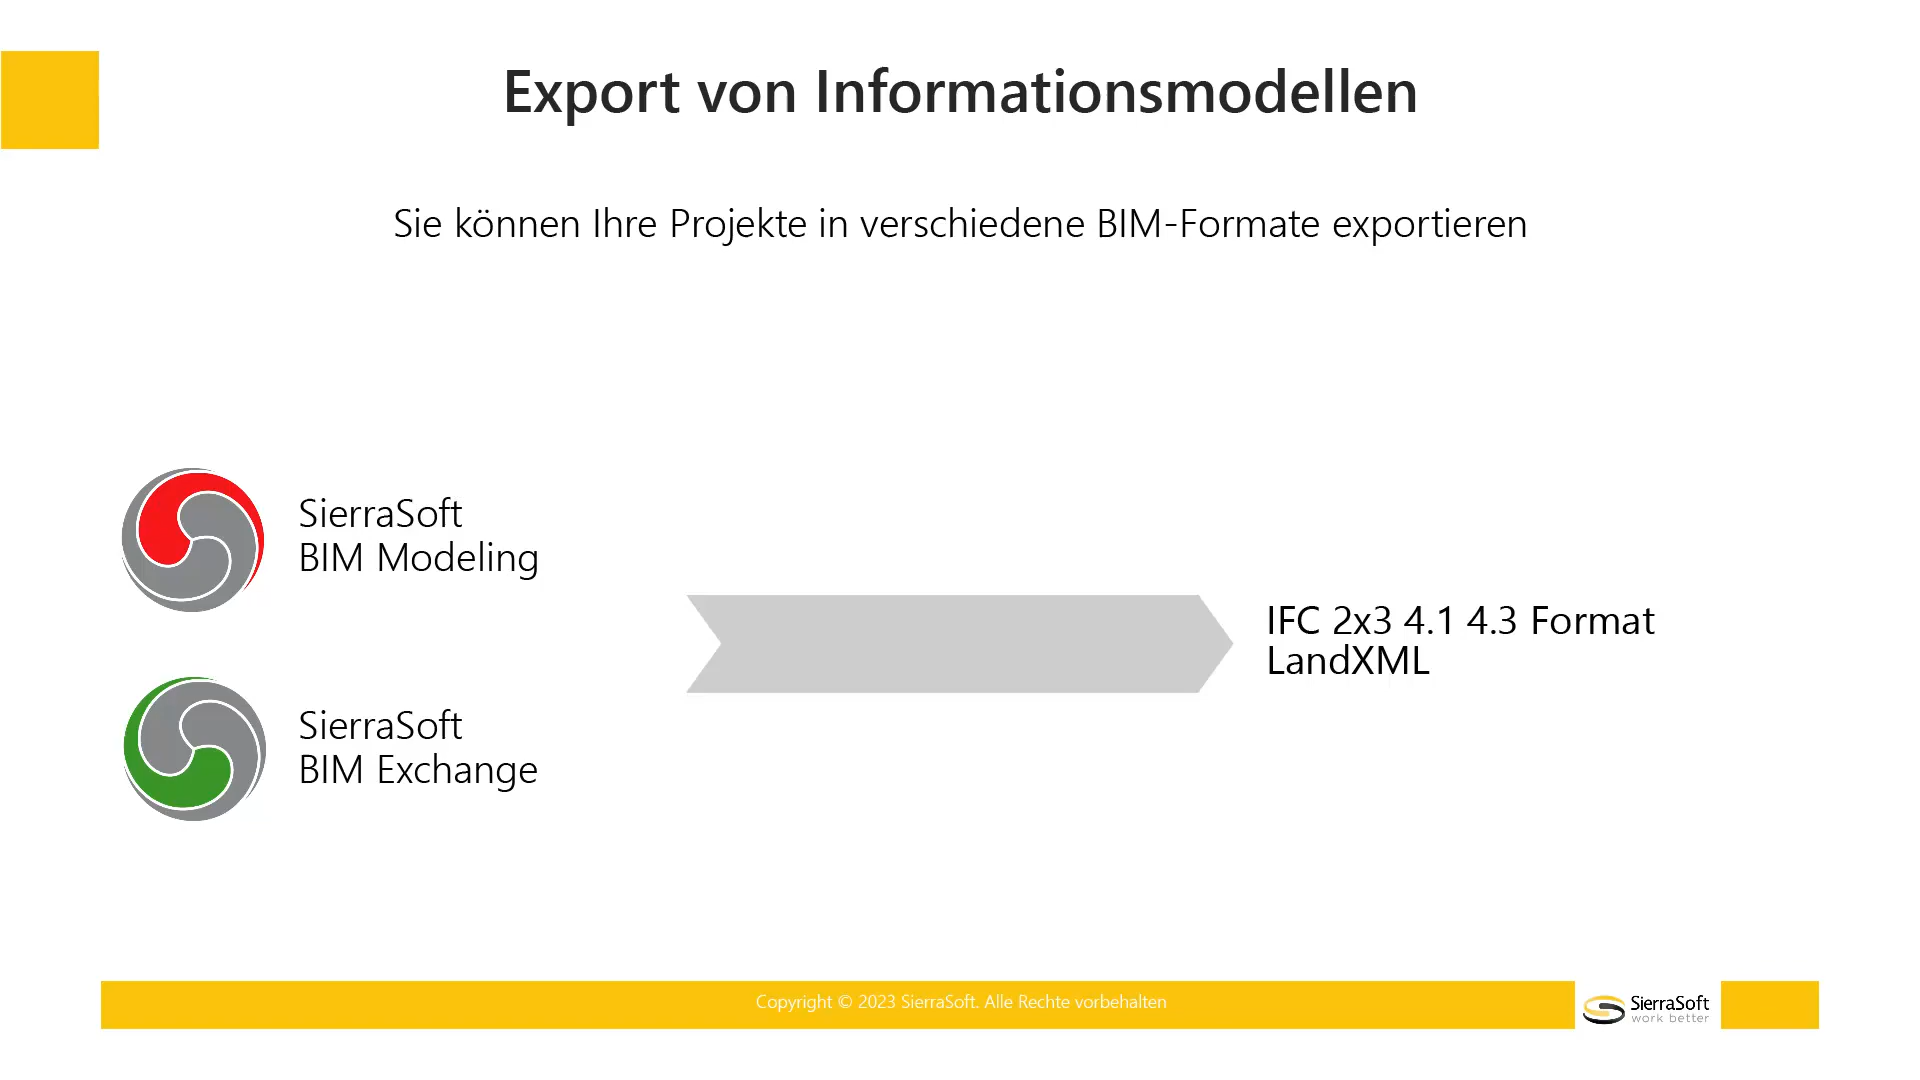 Export von Informationsmodellen
Sie können Ihre Projekte in verschiedene BIM-Formate exportieren
SierraSoft
BIM Modeling
SierraSoft
BIM Exchange
IFC 2x3 4.1 4.3 Format
LandXML
Copyright © 2023 SierraSoft. Alle Rechte vorbehalten
SierraSoft
work better